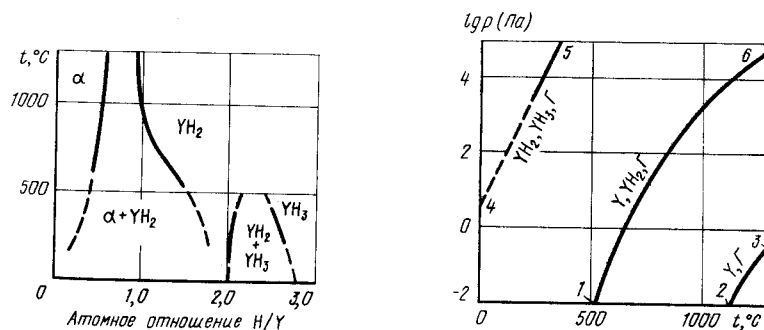 t,°C
α
1000
YH₂
500
α+YH₂
YH₂
+
YH₃
YH₃
0
1,0
2,0
3,0
Атомное отношение H/Y
lg p (Па)
5
6
4
YH₂, YH₃, Г
2
Y, YH₂, Г
4
0
Y, Г
3
-2
1
2
0
500
1000
t,°C